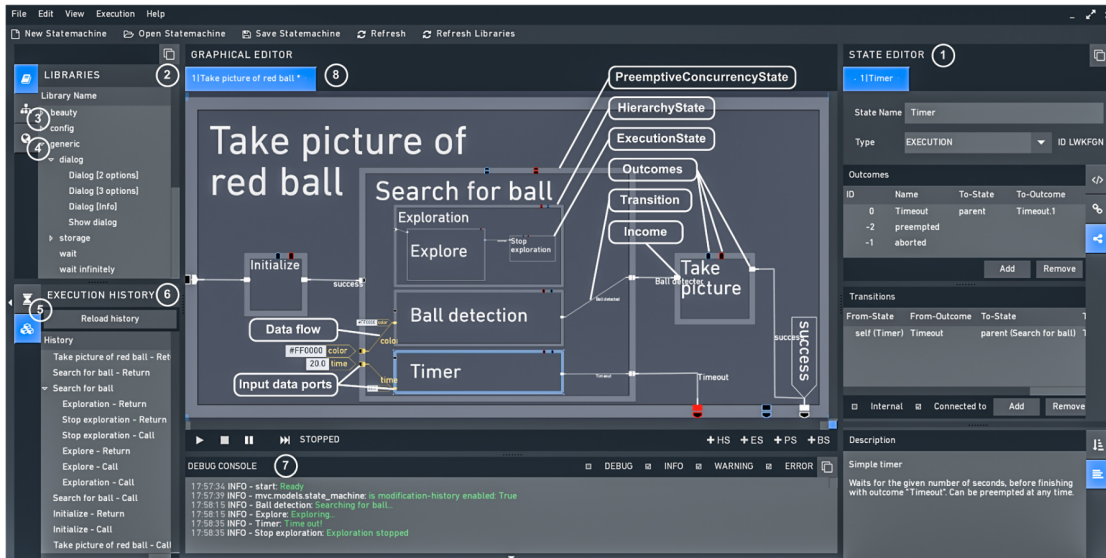 File Edit View Execution Help
New Statemachine Open Statemachine Save Statemachine Refresh Refresh Libraries
LIBRARIES 2
Library Name
3
beauty
config
4
generic
dialog
Dialog [2 options]
Dialog [3 options]
Dialog [Info]
Show dialog
storage
wait
wait infinitely
EXECUTION HISTORY 6
5
Reload history
History
Take picture of red ball - Ret
Search for ball - Return
Search for ball
Exploration - Return
Stop exploration - Return
Stop exploration - Call
Explore - Return
Explore - Call
Exploration - Call
Search for ball - Call
Initialize - Return
Initialize - Call
Take picture of red ball - Call
GRAPHICAL EDITOR
1|Take picture of red ball * 8
Take picture of
red ball
PreemptiveConcurrencyState
HierarchyState
ExecutionState
Outcomes
Transition
Income
Search for ball
Exploration
Explore
Stop
exploration
Initialize
success
Ball detection
Ball detected
Ball detected
Take
picture
success
success
Data flow
#FF0000 color
color
#FF0000 color
20.0 time
time
Input data ports
Timer
Timeout
Timeout
STOPPED
HS ES PS BS
DEBUG CONSOLE 7 DEBUG INFO WARNING ERROR
17:57:34 INFO - start: Ready
17:57:39 INFO - mvc.models.state_machine: is modification-history enabled: True
17:58:15 INFO - Ball detection: Searching for ball...
17:58:15 INFO - Explore: Exploring...
17:58:35 INFO - Timer: Time out!
17:58:35 INFO - Stop exploration: Exploration stopped
STATE EDITOR 1
- 1|Timer
State Name Timer
Type EXECUTION ID LWKFGN
Outcomes
ID Name To-State To-Outcome
0 Timeout parent Timeout.1
-2 preempted
-1 aborted
Add Remove
Transitions
From-State From-Outcome To-State T
self (Timer) Timeout parent (Search for ball) T
Internal Connected to Add Remove
Description
Simple timer
Waits for the given number of seconds, before finishing
with outcome "Timeout". Can be preempted at any time.